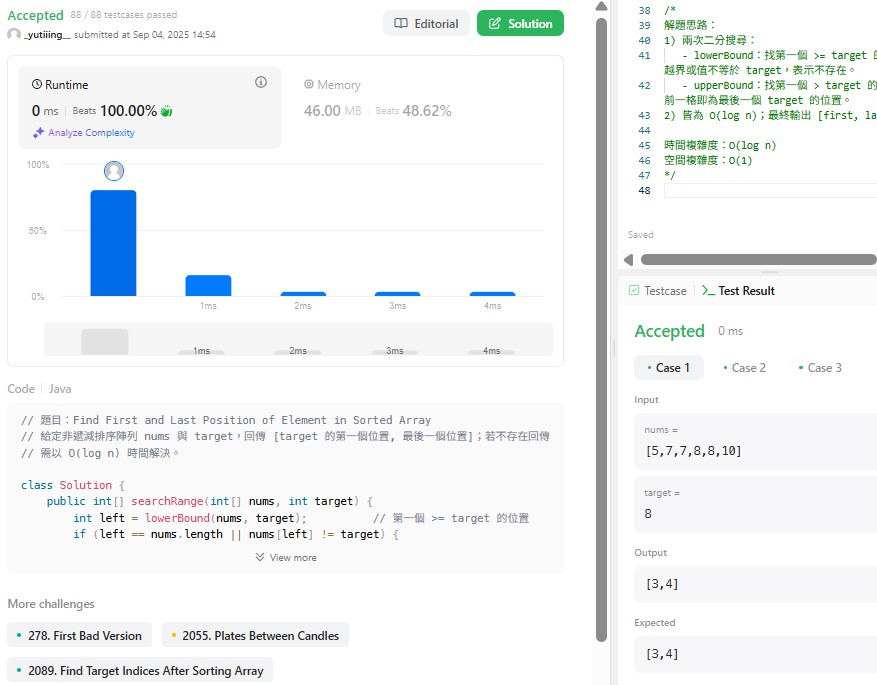 Accepted 88 / 88 testcases passed
_yutiiing__ submitted at Sep 04, 2025 14:54
Editorial
Solution
Runtime
0 ms | Beats 100.00%
Analyze Complexity
Memory
46.00 MB | Beats 48.62%
100%
50%
0%
1ms 2ms 3ms 4ms
1ms 2ms 3ms 4ms
Code | Java
// 題目：Find First and Last Position of Element in Sorted Array
// 給定非遞減排序陣列 nums 與 target，回傳 [target 的第一個位置, 最後一個位置]；若不存在回傳
// 需以 O(log n) 時間解決。
class Solution {
public int[] searchRange(int[] nums, int target) {
int left = lowerBound(nums, target); // 第一個 >= target 的位置
if (left == nums.length || nums[left] != target) {
View more
More challenges
278. First Bad Version
2055. Plates Between Candles
2089. Find Target Indices After Sorting Array
38 /*
39 解題思路：
40 1) 兩次二分搜尋：
41 - lowerBound：找第一個 >= target
越界或值不等於 target，表示不存在。
42 - upperBound：找第一個 > target 的
前一格即為最後一個 target 的位置。
43 2) 皆為 O(log n)；最終輸出 [first, la
44
45 時間複雜度：O(log n)
46 空間複雜度：O(1)
47 */
48
Saved
Testcase | Test Result
Accepted 0 ms
Case 1 Case 2 Case 3
Input
nums =
[5,7,7,8,8,10]
target =
8
Output
[3,4]
Expected
[3,4]